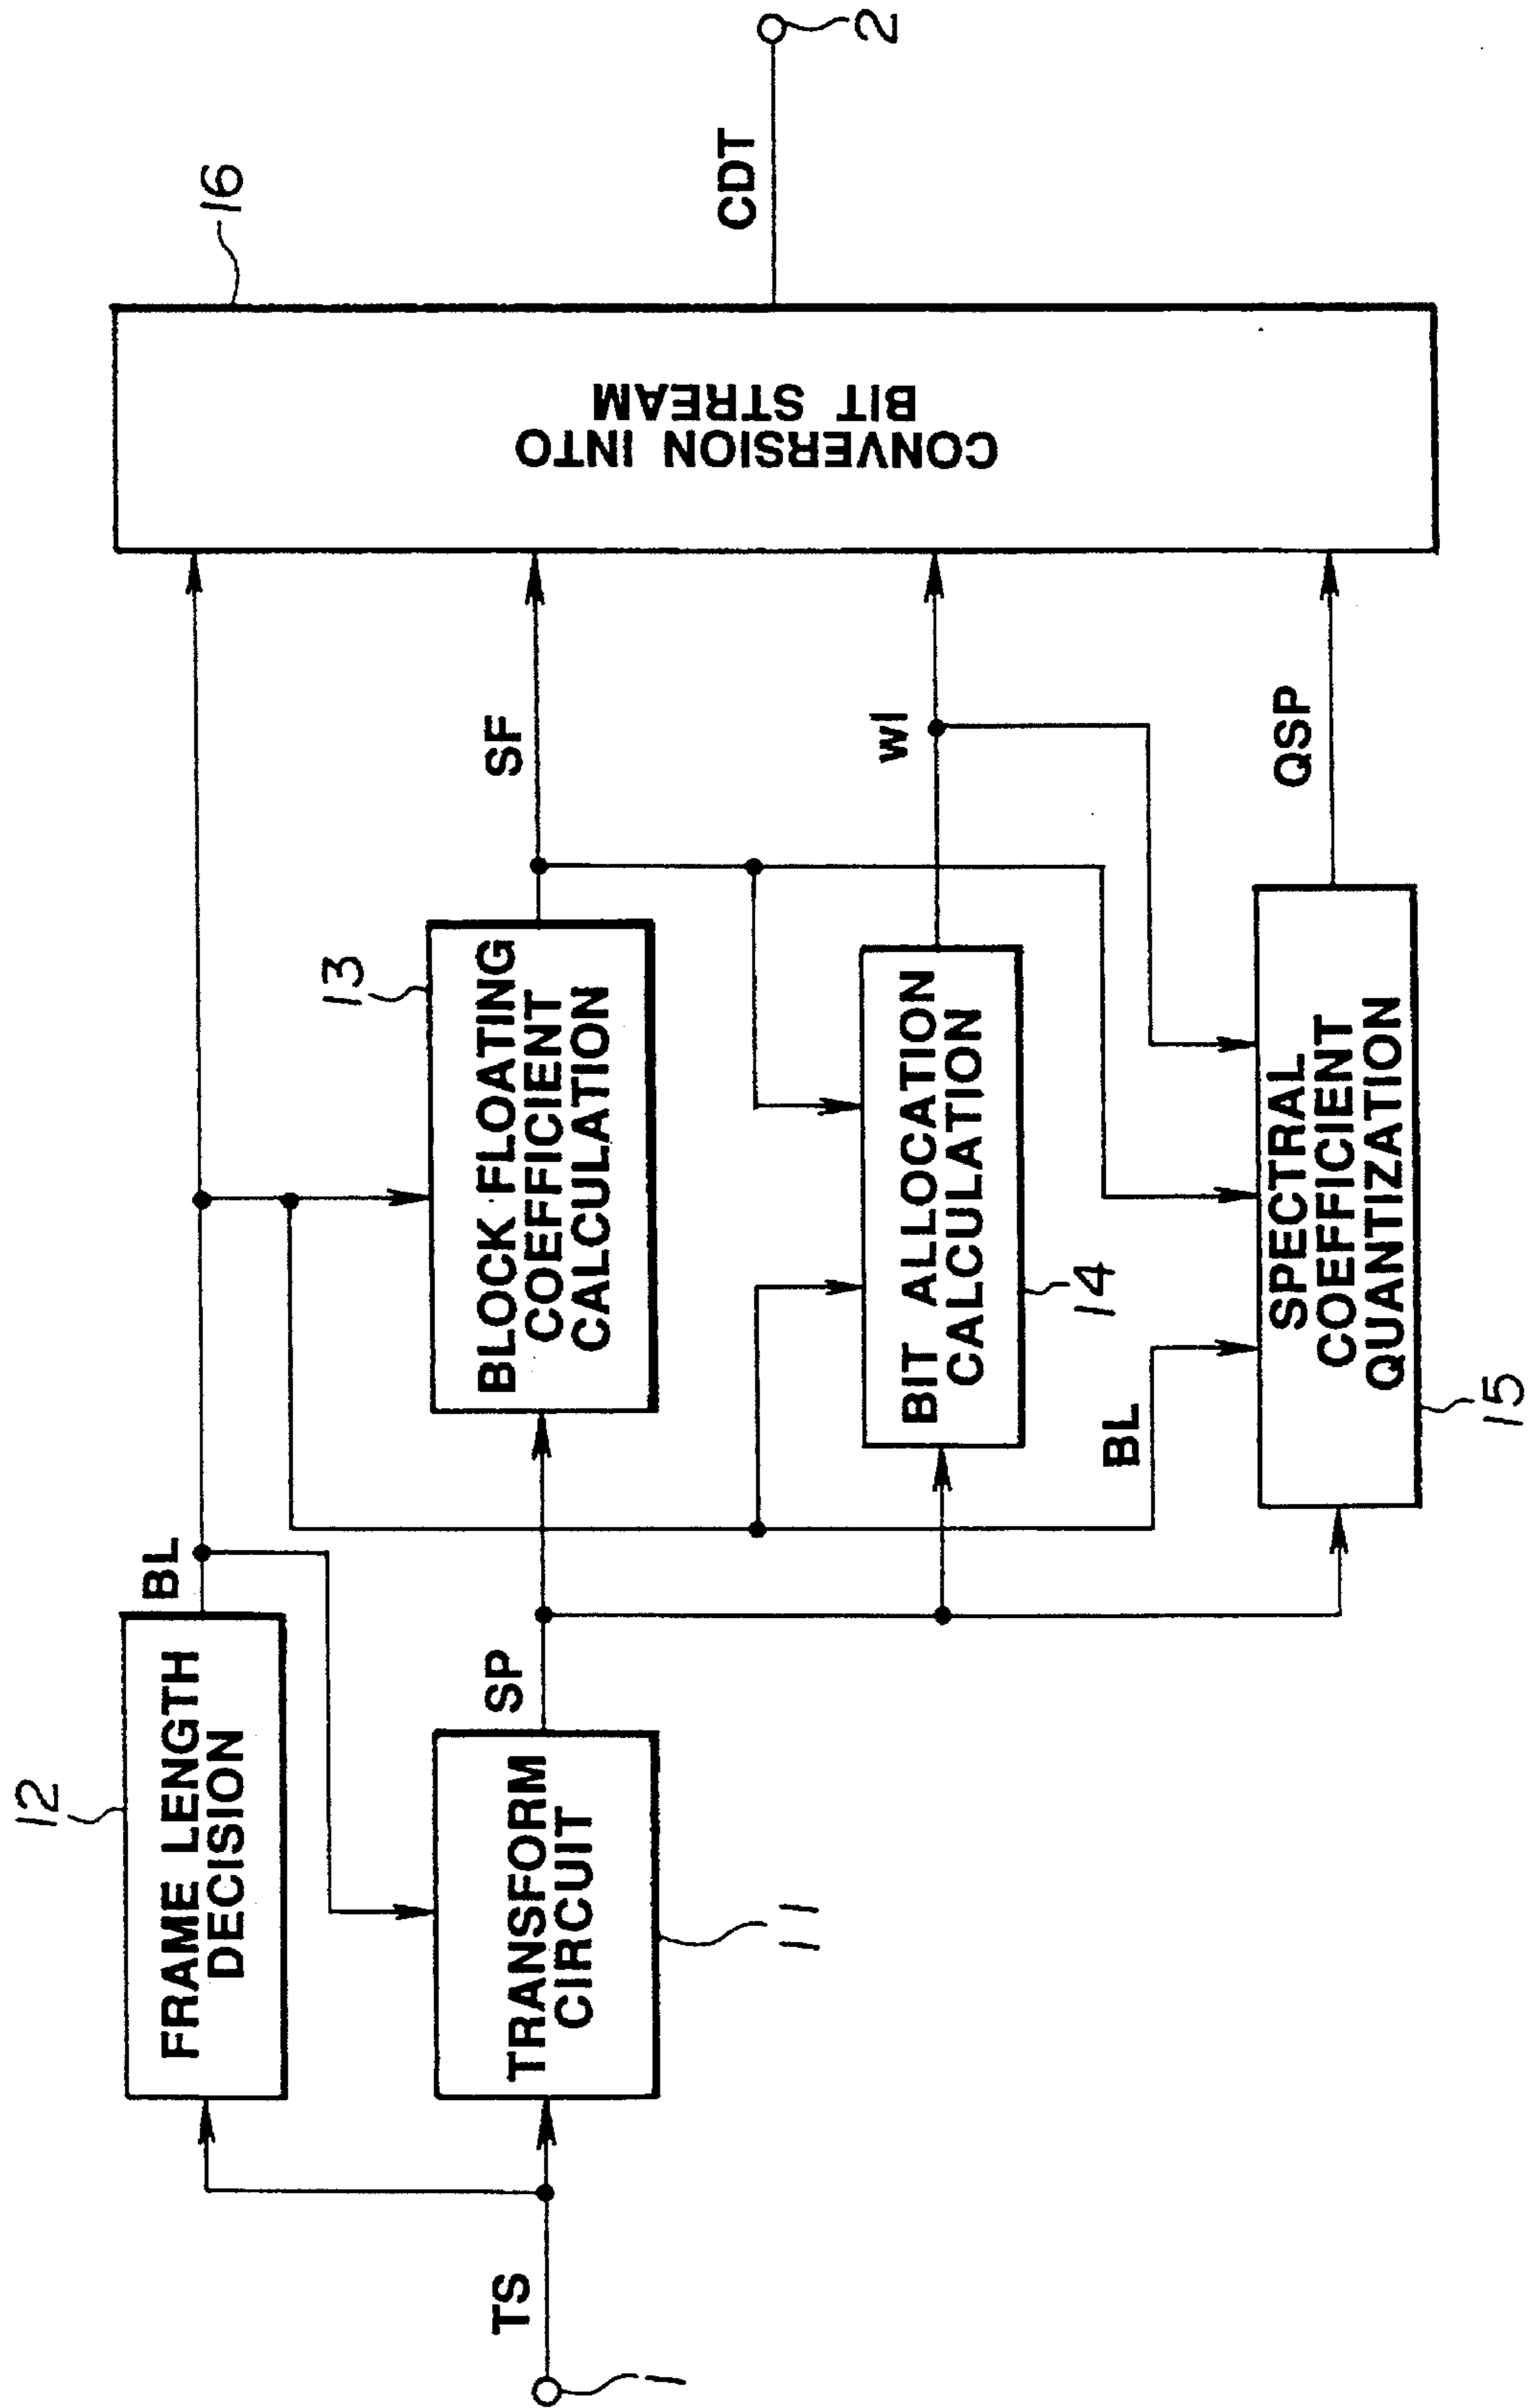 1
TS
12
FRAME LENGTH
DECISION
BL
TRANSFORM
CIRCUIT
11
SP
13
BLOCK FLOATING
COEFFICIENT
CALCULATION
SF
BIT ALLOCATION
CALCULATION
14
wl
BL
SPECTRAL
COEFFICIENT
QUANTIZATION
15
QSP
16
CONVERSION INTO
BIT STREAM
CDT
2